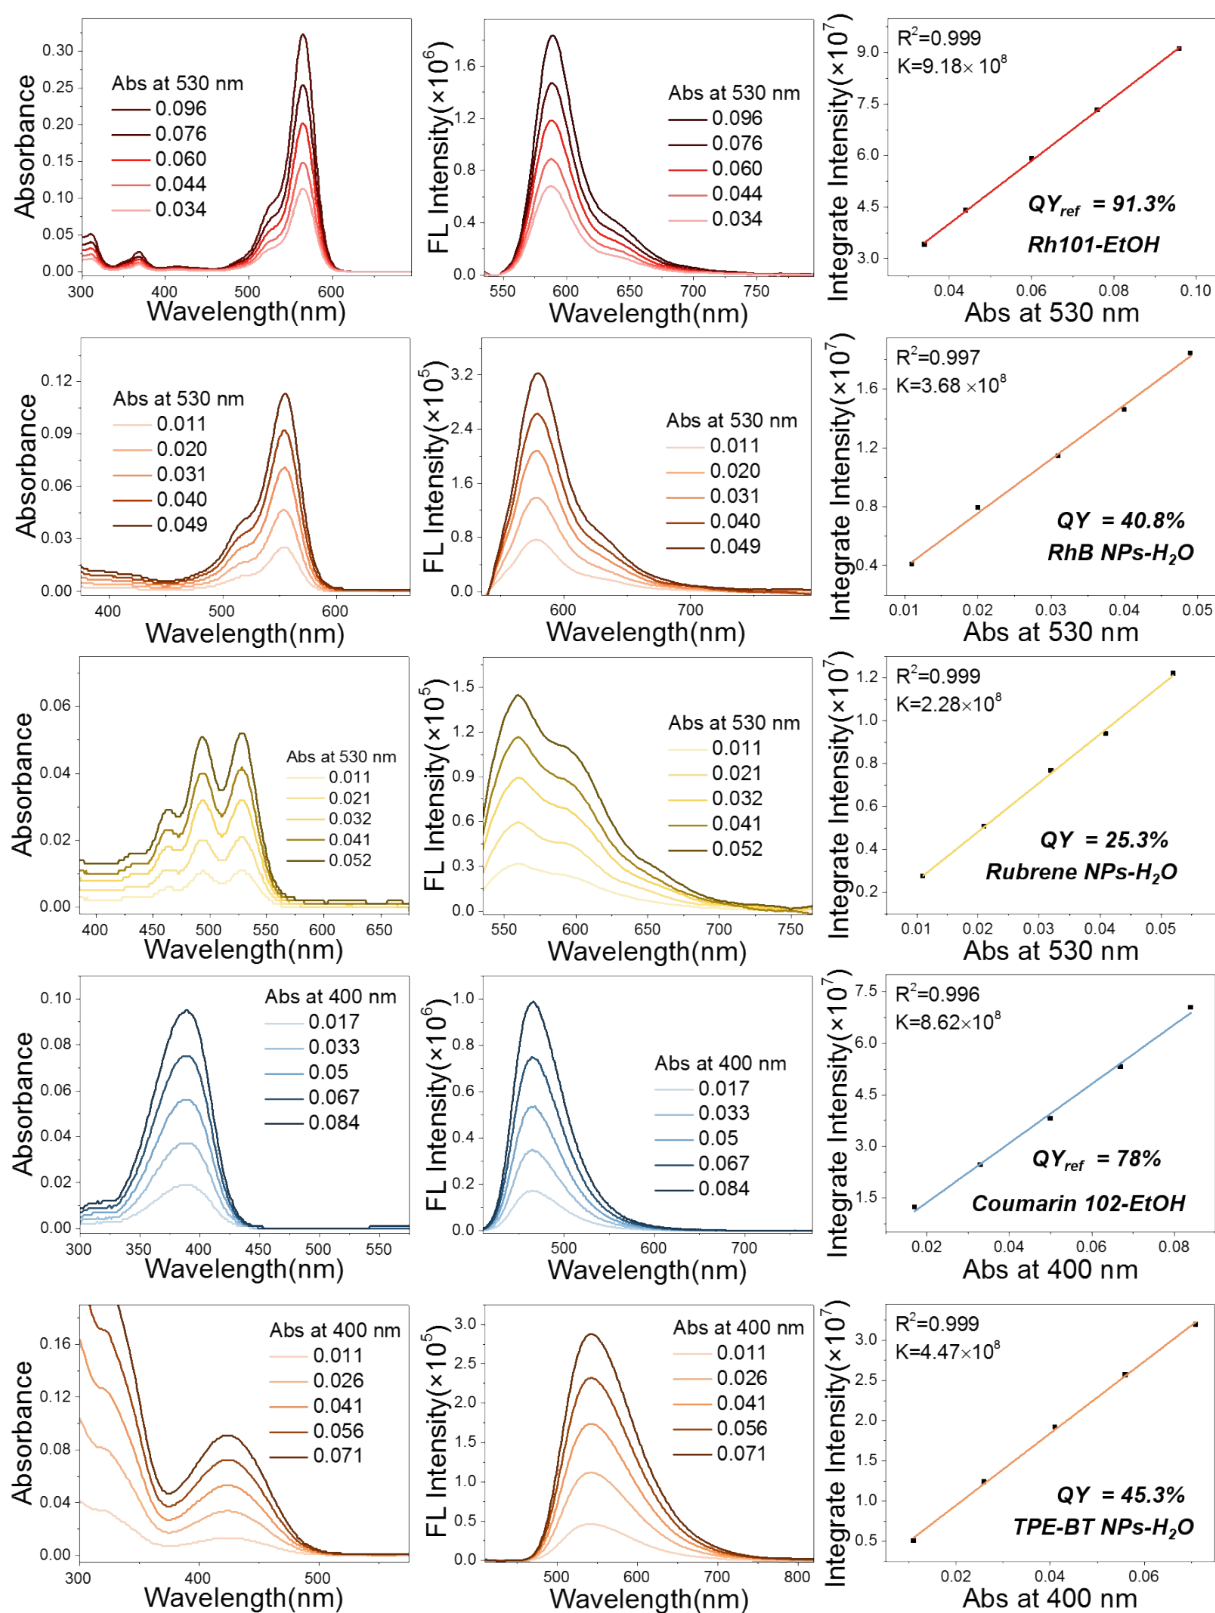 Absorbance
0.30
0.25
0.20
0.15
0.10
0.05
0.00
Abs at 530 nm
0.096
0.076
0.060
0.044
0.034
300 400 500 600
Wavelength(nm)
FL Intensity(×10⁶)
1.8
1.2
0.6
0.4
0.0
Abs at 530 nm
0.096
0.076
0.060
0.044
0.034
550 600 650 700 750
Wavelength(nm)
Integrate Intensity(×10⁷)
9.0
7.5
6.0
4.5
3.0
R²=0.999
K=9.18× 10⁸
QYref = 91.3%
Rh101-EtOH
0.04 0.06 0.08 0.10
Abs at 530 nm
Absorbance
0.12
0.09
0.06
0.03
0.00
Abs at 530 nm
0.011
0.020
0.031
0.040
0.049
400 500 600
Wavelength(nm)
FL Intensity(×10⁵)
3.2
2.4
1.6
0.8
0.0
Abs at 530 nm
0.011
0.020
0.031
0.040
0.049
600 700
Wavelength(nm)
Integrate Intensity(×10⁷)
1.6
1.2
0.8
0.4
R²=0.997
K=3.68 ×10⁸
QY = 40.8%
RhB NPs-H₂O
0.01 0.02 0.03 0.04 0.05
Abs at 530 nm
Absorbance
0.06
0.04
0.02
0.00
Abs at 530 nm
0.011
0.021
0.032
0.041
0.052
400 450 500 550 600 650
Wavelength(nm)
FL Intensity(×10⁵)
1.5
1.2
0.9
0.6
0.3
0.0
Abs at 530 nm
0.011
0.021
0.032
0.041
0.052
550 600 650 700 750
Wavelength(nm)
Integrate Intensity(×10⁷)
1.2
1.0
0.8
0.6
0.4
0.2
R²=0.999
K=2.28×10⁸
QY = 25.3%
Rubrene NPs-H₂O
0.01 0.02 0.03 0.04 0.05
Abs at 530 nm
Absorbance
0.10
0.08
0.06
0.04
0.02
0.00
Abs at 400 nm
0.017
0.033
0.05
0.067
0.084
300 350 400 450 500 550
Wavelength(nm)
FL Intensity(×10⁶)
1.0
0.8
0.6
0.4
0.2
0.0
Abs at 400 nm
0.017
0.033
0.05
0.067
0.084
500 600 700
Wavelength(nm)
Integrate Intensity(×10⁷)
7.5
6.0
4.5
3.0
1.5
R²=0.996
K=8.62×10⁸
QYref = 78%
Coumarin 102-EtOH
0.02 0.04 0.06 0.08
Abs at 400 nm
Absorbance
0.16
0.12
0.08
0.04
0.00
Abs at 400 nm
0.011
0.026
0.041
0.056
0.071
300 400 500
Wavelength(nm)
FL Intensity(×10⁵)
3.0
2.5
2.0
1.5
1.0
0.5
0.0
Abs at 400 nm
0.011
0.026
0.041
0.056
0.071
500 600 700 800
Wavelength(nm)
Integrate Intensity(×10⁷)
3.0
2.5
2.0
1.5
1.0
0.5
R²=0.999
K=4.47×10⁸
QY = 45.3%
TPE-BT NPs-H₂O
0.02 0.04 0.06
Abs at 400 nm